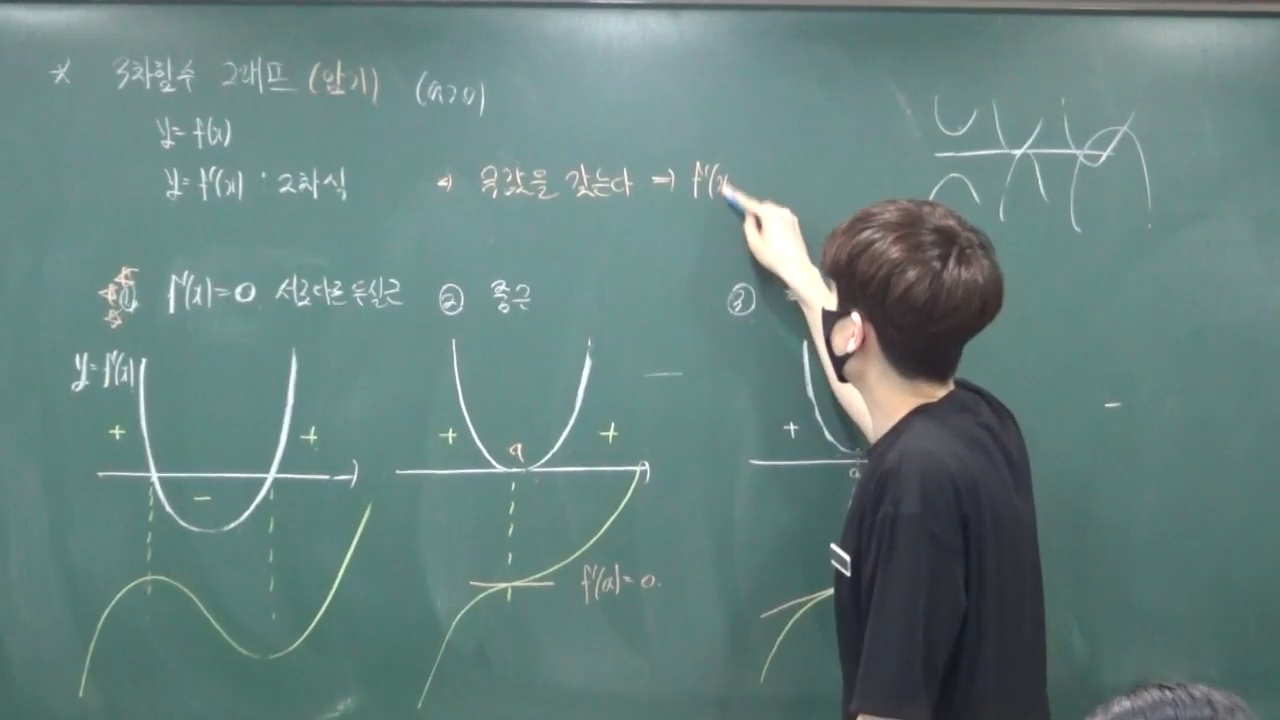 * 3차함수 그래프 (암기) (a>0)
y=f(x)
y=f'(x) : 2차식
극값을 갖는다 ⇒ f'(x
① f'(x)=0 서로다른 두실근
② 중근
③
y=f'(x)
+ - +
+ a +
+
a
f'(a)=0.